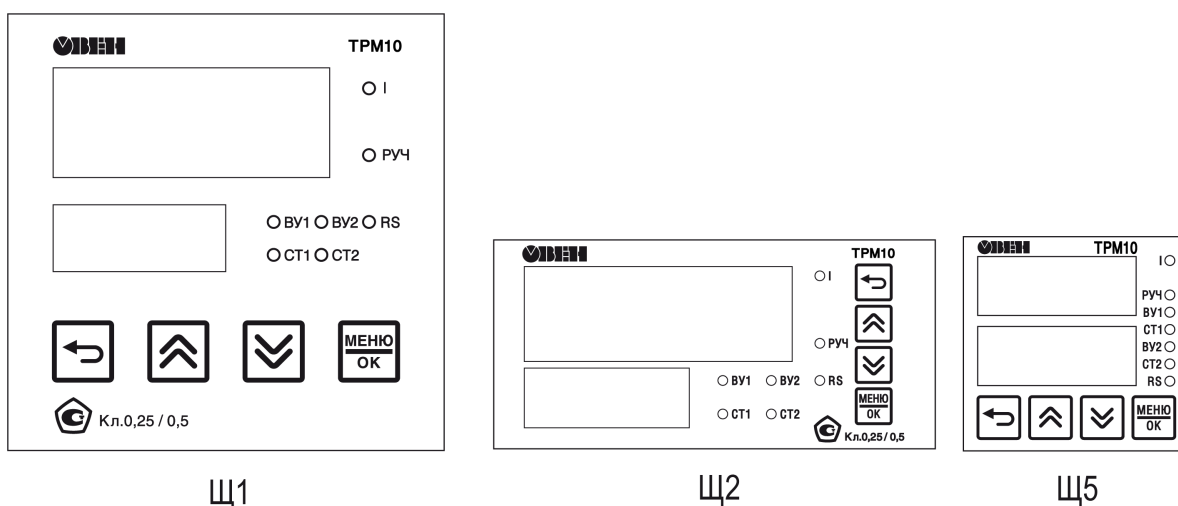 ОВЕН ТРМ10
I
РУЧ
ВУ1 ВУ2 RS
СТ1 СТ2
МЕНЮ
ОК
Кл.0,25 / 0,5
Щ1
ОВЕН ТРМ10
I
РУЧ
ВУ1 ВУ2 RS
СТ1 СТ2
МЕНЮ
ОК
Кл.0,25 / 0,5
Щ2
ОВЕН ТРМ10
I
РУЧ
ВУ1
СТ1
ВУ2
СТ2
RS
МЕНЮ
ОК
Щ5